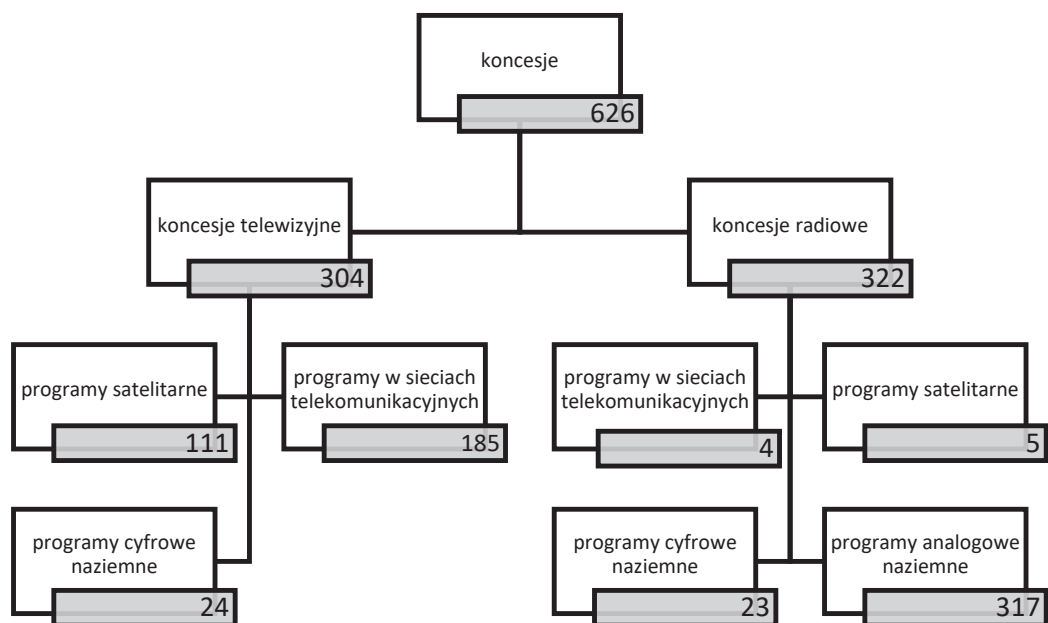 koncesje
626
koncesje telewizyjne
304
koncesje radiowe
322
programy satelitarne
111
programy w sieciach
telekomunikacyjnych
185
programy w sieciach
telekomunikacyjnych
4
programy satelitarne
5
programy cyfrowe
naziemne
24
programy cyfrowe
naziemne
23
programy analogowe
naziemne
317